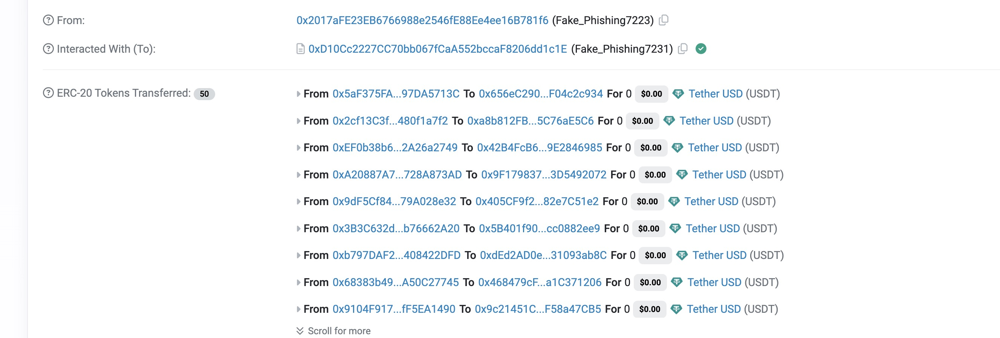 From: 0x2017aFE23EB6766988e2546fE88Ee4ee16B781f6 (Fake_Phishing7223)
Interacted With (To): 0xD10Cc2227CC70bb067fCaA552bccaF8206dd1c1E (Fake_Phishing7231)
ERC-20 Tokens Transferred: 50
From 0x5aF375FA...97DA5713C To 0x656eC290...F04c2c934 For 0 $0.00 Tether USD (USDT)
From 0x2cf13C3f...480f1a7f2 To 0xa8b812FB...5C76aE5C6 For 0 $0.00 Tether USD (USDT)
From 0xEF0b38b6...2A26a2749 To 0x42B4FcB6...9E2846985 For 0 $0.00 Tether USD (USDT)
From 0xA20887A7...728A873AD To 0x9F179837...3D5492072 For 0 $0.00 Tether USD (USDT)
From 0x9dF5Cf84...79A028e32 To 0x405CF9f2...82e7C51e2 For 0 $0.00 Tether USD (USDT)
From 0x3B3C632d...b76662A20 To 0x5B401f90...cc0882ee9 For 0 $0.00 Tether USD (USDT)
From 0xb797DAF2...408422DFD To 0xdEd2AD0e...31093ab8C For 0 $0.00 Tether USD (USDT)
From 0x68383b49...A50C27745 To 0x468479cF...a1C371206 For 0 $0.00 Tether USD (USDT)
From 0x9104F917...fF5EA1490 To 0x9c21451C...F58a47CB5 For 0 $0.00 Tether USD (USDT)
Scroll for more